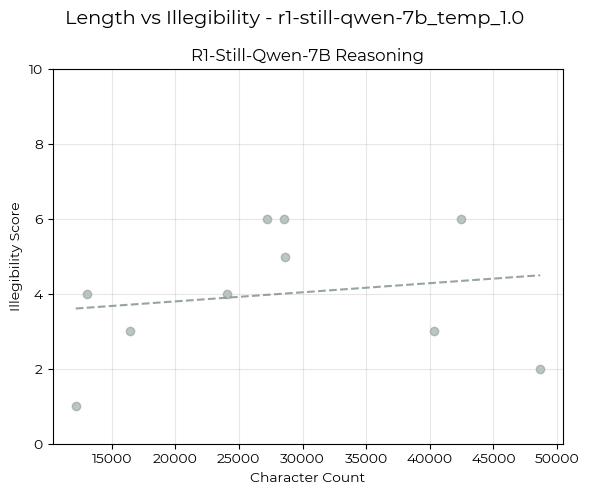 Length vs Illegibility - r1-still-qwen-7b_temp_1.0
R1-Still-Qwen-7B Reasoning
10
8
6
4
2
0
Illegibility Score
15000 20000 25000 30000 35000 40000 45000 50000
Character Count